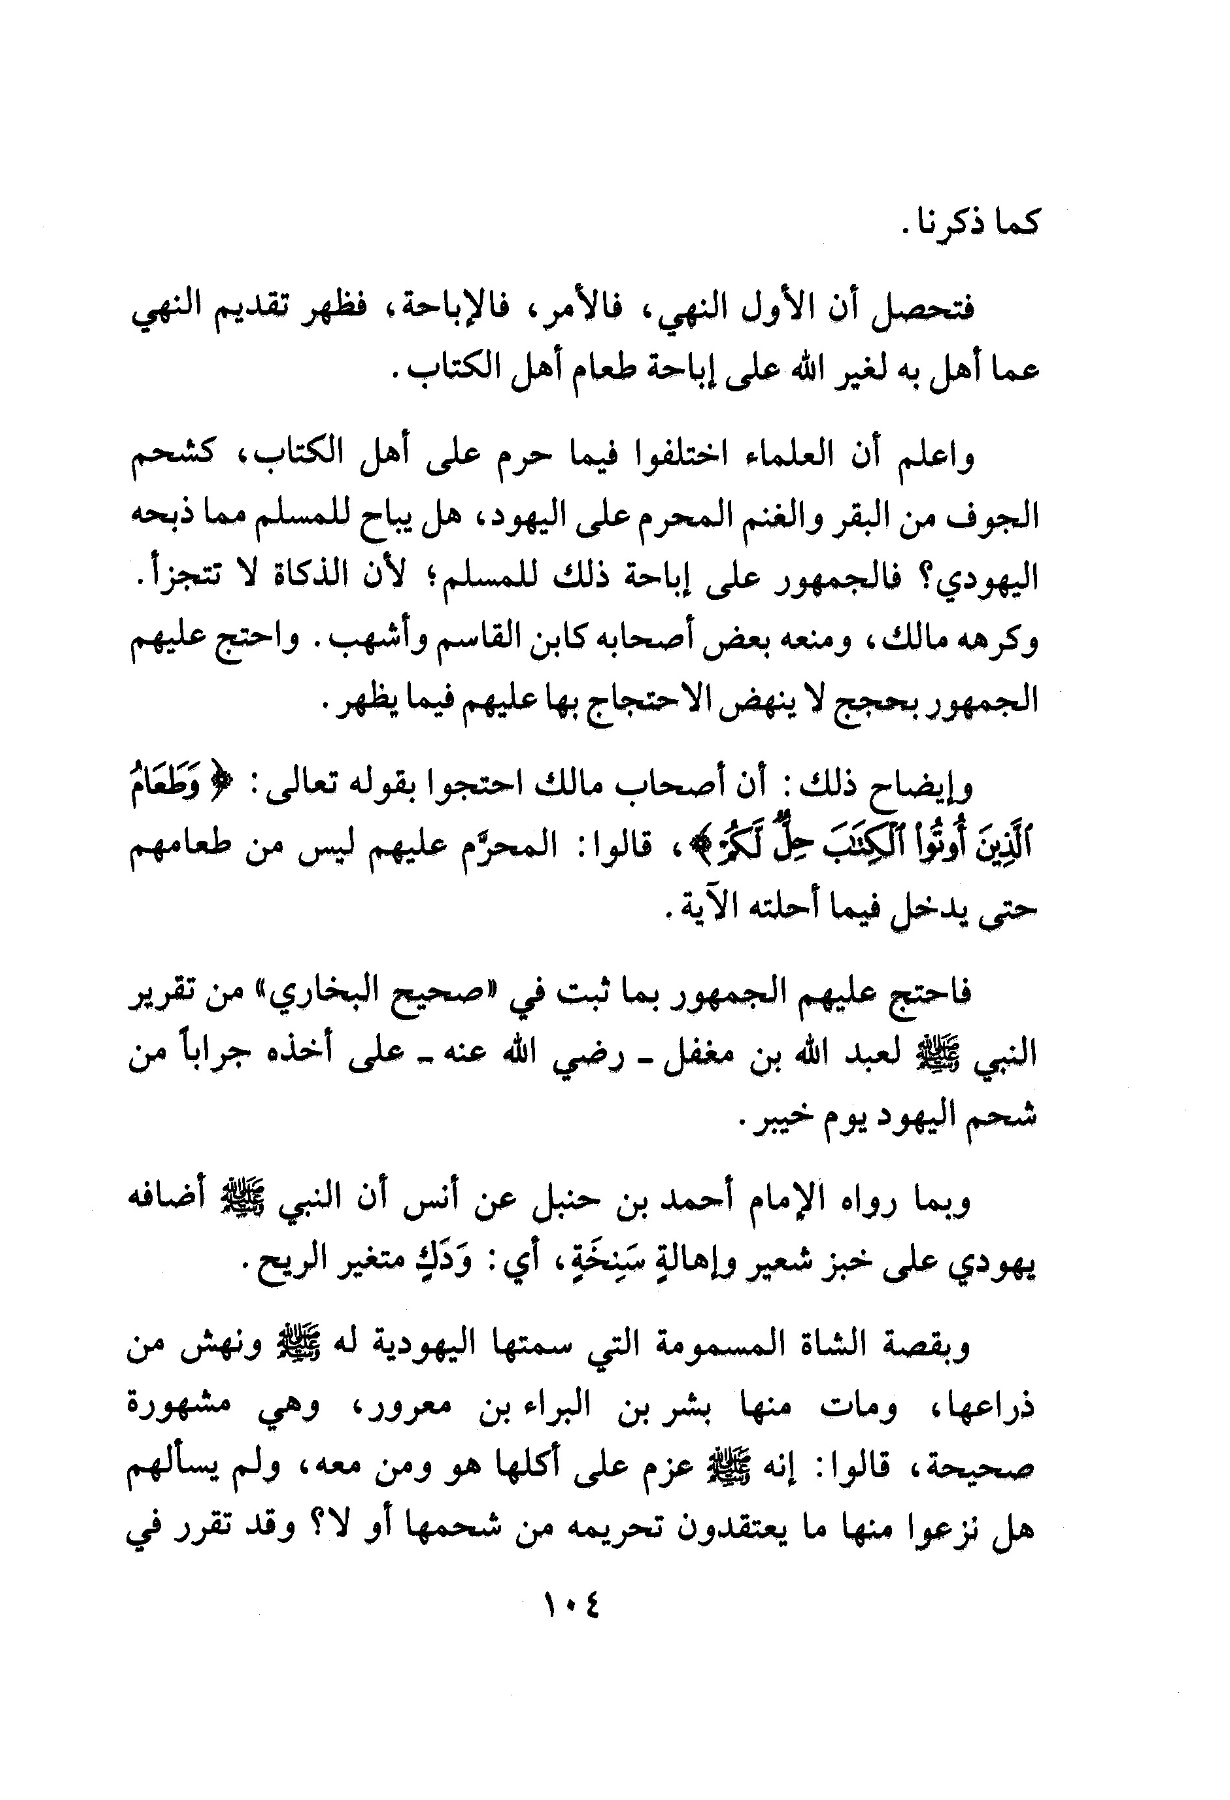 كما ذكرنا.
فتحصل أن الأول النهي، فالأمر، فالإباحة، فظهر تقديم النهي
عما أهل به لغير الله على إباحة طعام أهل الكتاب.
واعلم أن العلماء اختلفوا فيما حرم على أهل الكتاب، كشحم
الجوف من البقر والغنم المحرم على اليهود، هل يباح للمسلم مما ذبحه
اليهودي؟ فالجمهور على إباحة ذلك للمسلم؛ لأن الذكاة لا تتجزأ.
وكرهه مالك، ومنعه بعض أصحابه كابن القاسم وأشهب. واحتج عليهم
الجمهور بحجج لا ينهض الاحتجاج بها عليهم فيما يظهر.
وإيضاح ذلك: أن أصحاب مالك احتجوا بقوله تعالى: ﴿وَطَعَامُ
ٱلَّذِينَ أُوتُوا۟ ٱلْكِتَٰبَ حِلٌّ لَّكُمْ﴾، قالوا: المحرَّم عليهم ليس من طعامهم
حتى يدخل فيما أحلته الآية.
فاحتج عليهم الجمهور بما ثبت في «صحيح البخاري» من تقرير
النبي ﷺ لعبد الله بن مغفل ـ رضي الله عنه ـ على أخذه جراباً من
شحم اليهود يوم خيبر.
وبما رواه الإمام أحمد بن حنبل عن أنس أن النبي ﷺ أضافه
يهودي على خبز شعير وإهالةٍ سَنِخَةٍ، أي: وَدَكٍ متغير الريح.
وبقصة الشاة المسمومة التي سمتها اليهودية له ﷺ ونهش من
ذراعها، ومات منها بشر بن البراء بن معرور، وهي مشهورة
صحيحة، قالوا: إنه ﷺ عزم على أكلها هو ومن معه، ولم يسألهم
هل نزعوا منها ما يعتقدون تحريمه من شحمها أو لا؟ وقد تقرر في
١٠٤